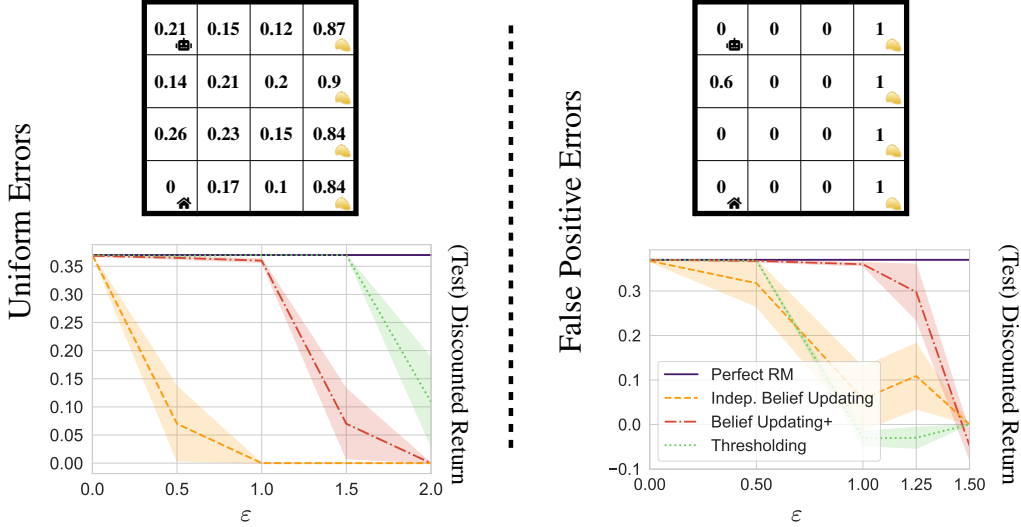 Uniform Errors
0.21 0.15 0.12 0.87
0.14 0.21 0.2 0.9
0.26 0.23 0.15 0.84
0 0.17 0.1 0.84
0.35
0.30
0.25
0.20
0.15
0.10
0.05
0.00
0.0 0.5 1.0 1.5 2.0
ε
(Test) Discounted Return
False Positive Errors
0 0 0 1
0.6 0 0 1
0 0 0 1
0 0 0 1
0.3
0.2
0.1
0.0
−0.1
Perfect RM
Indep. Belief Updating
Belief Updating+
Thresholding
0.00 0.50 1.00 1.25 1.50
ε
(Test) Discounted Return